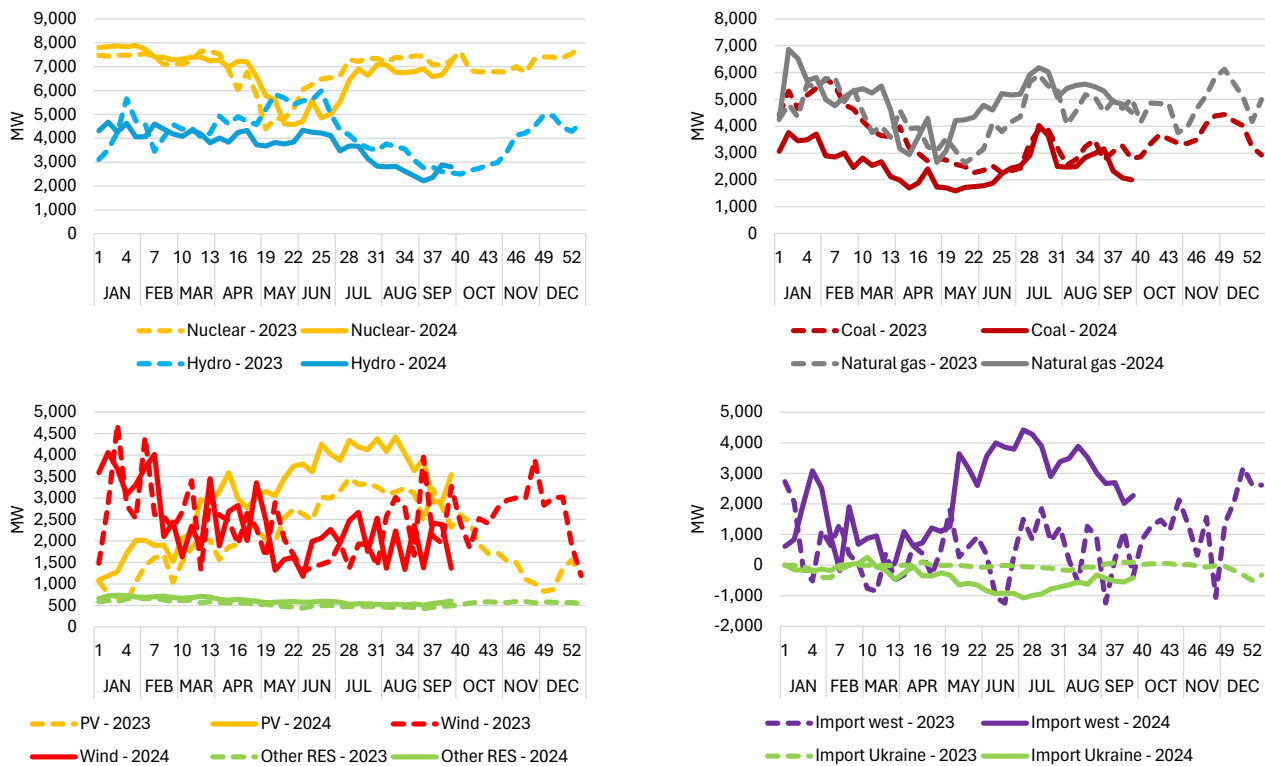 9,000
8,000
7,000
6,000
5,000
4,000
3,000
2,000
1,000
0
MW
1 4 7 10 13 16 19 22 25 28 31 34 37 40 43 46 49 52
JAN FEB MAR APR MAY JUN JUL AUG SEP OCT NOV DEC
Nuclear - 2023 Nuclear- 2024
Hydro - 2023 Hydro - 2024
8,000
7,000
6,000
5,000
4,000
3,000
2,000
1,000
0
MW
1 4 7 10 13 16 19 22 25 28 31 34 37 40 43 46 49 52
JAN FEB MAR APR MAY JUN JUL AUG SEP OCT NOV DEC
Coal - 2023 Coal - 2024
Natural gas - 2023 Natural gas -2024
5,000
4,500
4,000
3,500
3,000
2,500
2,000
1,500
1,000
500
0
MW
1 4 7 10 13 16 19 22 25 28 31 34 37 40 43 46 49 52
JAN FEB MAR APR MAY JUN JUL AUG SEP OCT NOV DEC
PV - 2023 PV - 2024 Wind - 2023
Wind - 2024 Other RES - 2023 Other RES - 2024
5,000
4,000
3,000
2,000
1,000
0
-1,000
-2,000
MW
1 4 7 10 13 16 19 22 25 28 31 34 37 40 43 46 49 52
JAN FEB MAR APR MAY JUN JUL AUG SEP OCT NOV DEC
Import west - 2023 Import west - 2024
Import Ukraine - 2023 Import Ukraine - 2024